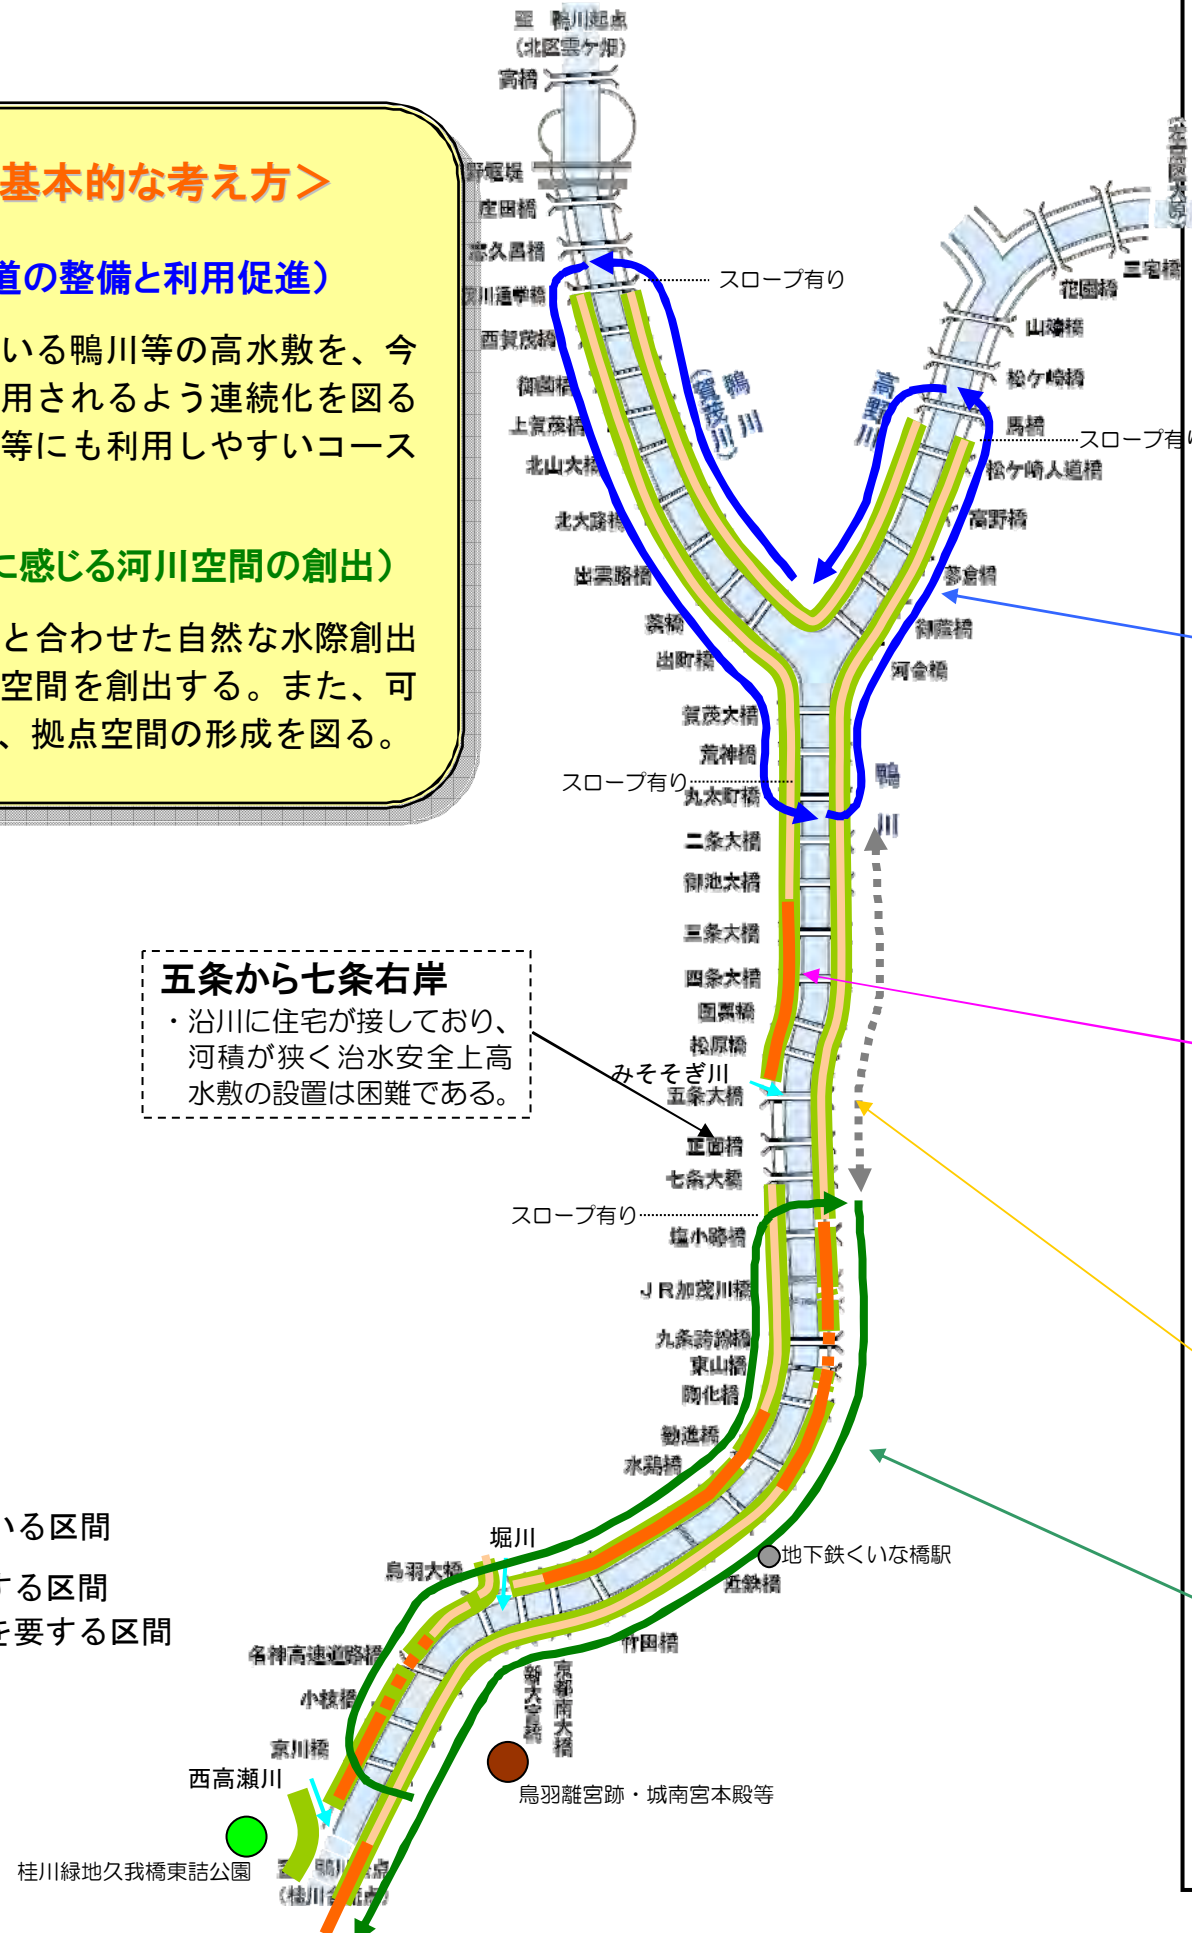 鴨川起点
(北区雲ケ畑)
高橋
野堰堤
庄田橋
志久呂橋
川通学橋
西賀茂橋
御薗橋
上賀茂橋
北山大橋
北大路橋
出雲路橋
葵橋
出町橋
賀茂大橋
荒神橋
丸太町橋
二条大橋
御池大橋
三条大橋
四条大橋
団栗橋
松原橋
みそそぎ川
五条大橋
正面橋
七条大橋
スロープ有り
塩小路橋
JR加茂川橋
九条跨線橋
東山橋
陶化橋
勧進橋
水鶏橋
堀川
鳥羽大橋
名神高速道路橋
小枝橋
京川橋
西高瀬川
桂川緑地久我橋東詰公園
鴨川
(桂川合流点)
基本的な考え方>
道の整備と利用促進)
いる鴨川等の高水敷を、今
用されるよう連続化を図る
等にも利用しやすいコース
に感じる河川空間の創出)
と合わせた自然な水際創出
空間を創出する。また、可
、拠点空間の形成を図る。
スロープ有り
鴨川
(賀茂川)
高野川
(左京区大原)
三宅橋
花園橋
山端橋
松ケ崎橋
馬橋
スロープ有り
松ケ崎人道橋
高野橋
蓼倉橋
御蔭橋
河合橋
スロープ有り
鴨川
五条から七条右岸
・沿川に住宅が接しており、
河積が狭く治水安全上高
水敷の設置は困難である。
地下鉄くいな橋駅
近鉄橋
竹田橋
京都南大橋
新大宮橋
鳥羽離宮跡・城南宮本殿等
いる区間
する区間
を要する区間